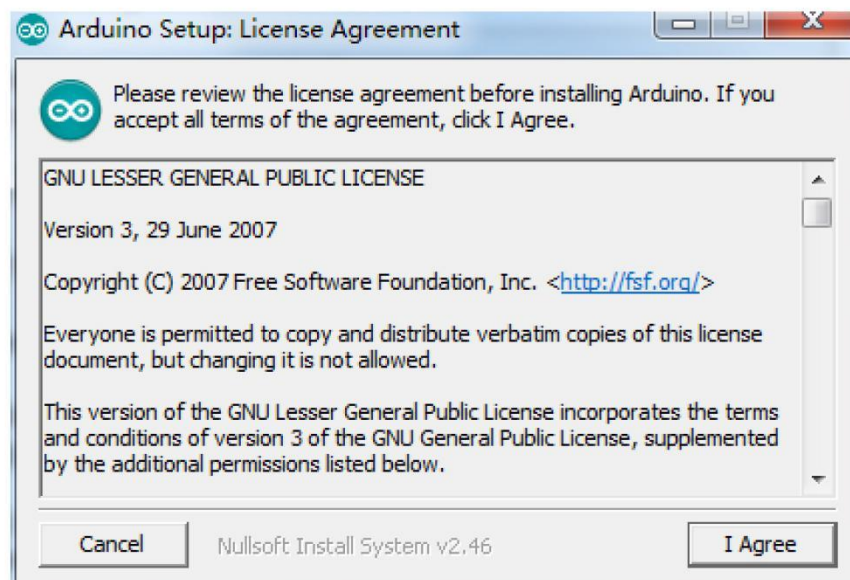 Arduino Setup: License Agreement
Please review the license agreement before installing Arduino. If you
accept all terms of the agreement, click I Agree.
GNU LESSER GENERAL PUBLIC LICENSE
Version 3, 29 June 2007
Copyright (C) 2007 Free Software Foundation, Inc. <http://fsf.org/>
Everyone is permitted to copy and distribute verbatim copies of this license
document, but changing it is not allowed.
This version of the GNU Lesser General Public License incorporates the terms
and conditions of version 3 of the GNU General Public License, supplemented
by the additional permissions listed below.
Cancel
Nullsoft Install System v2.46
I Agree